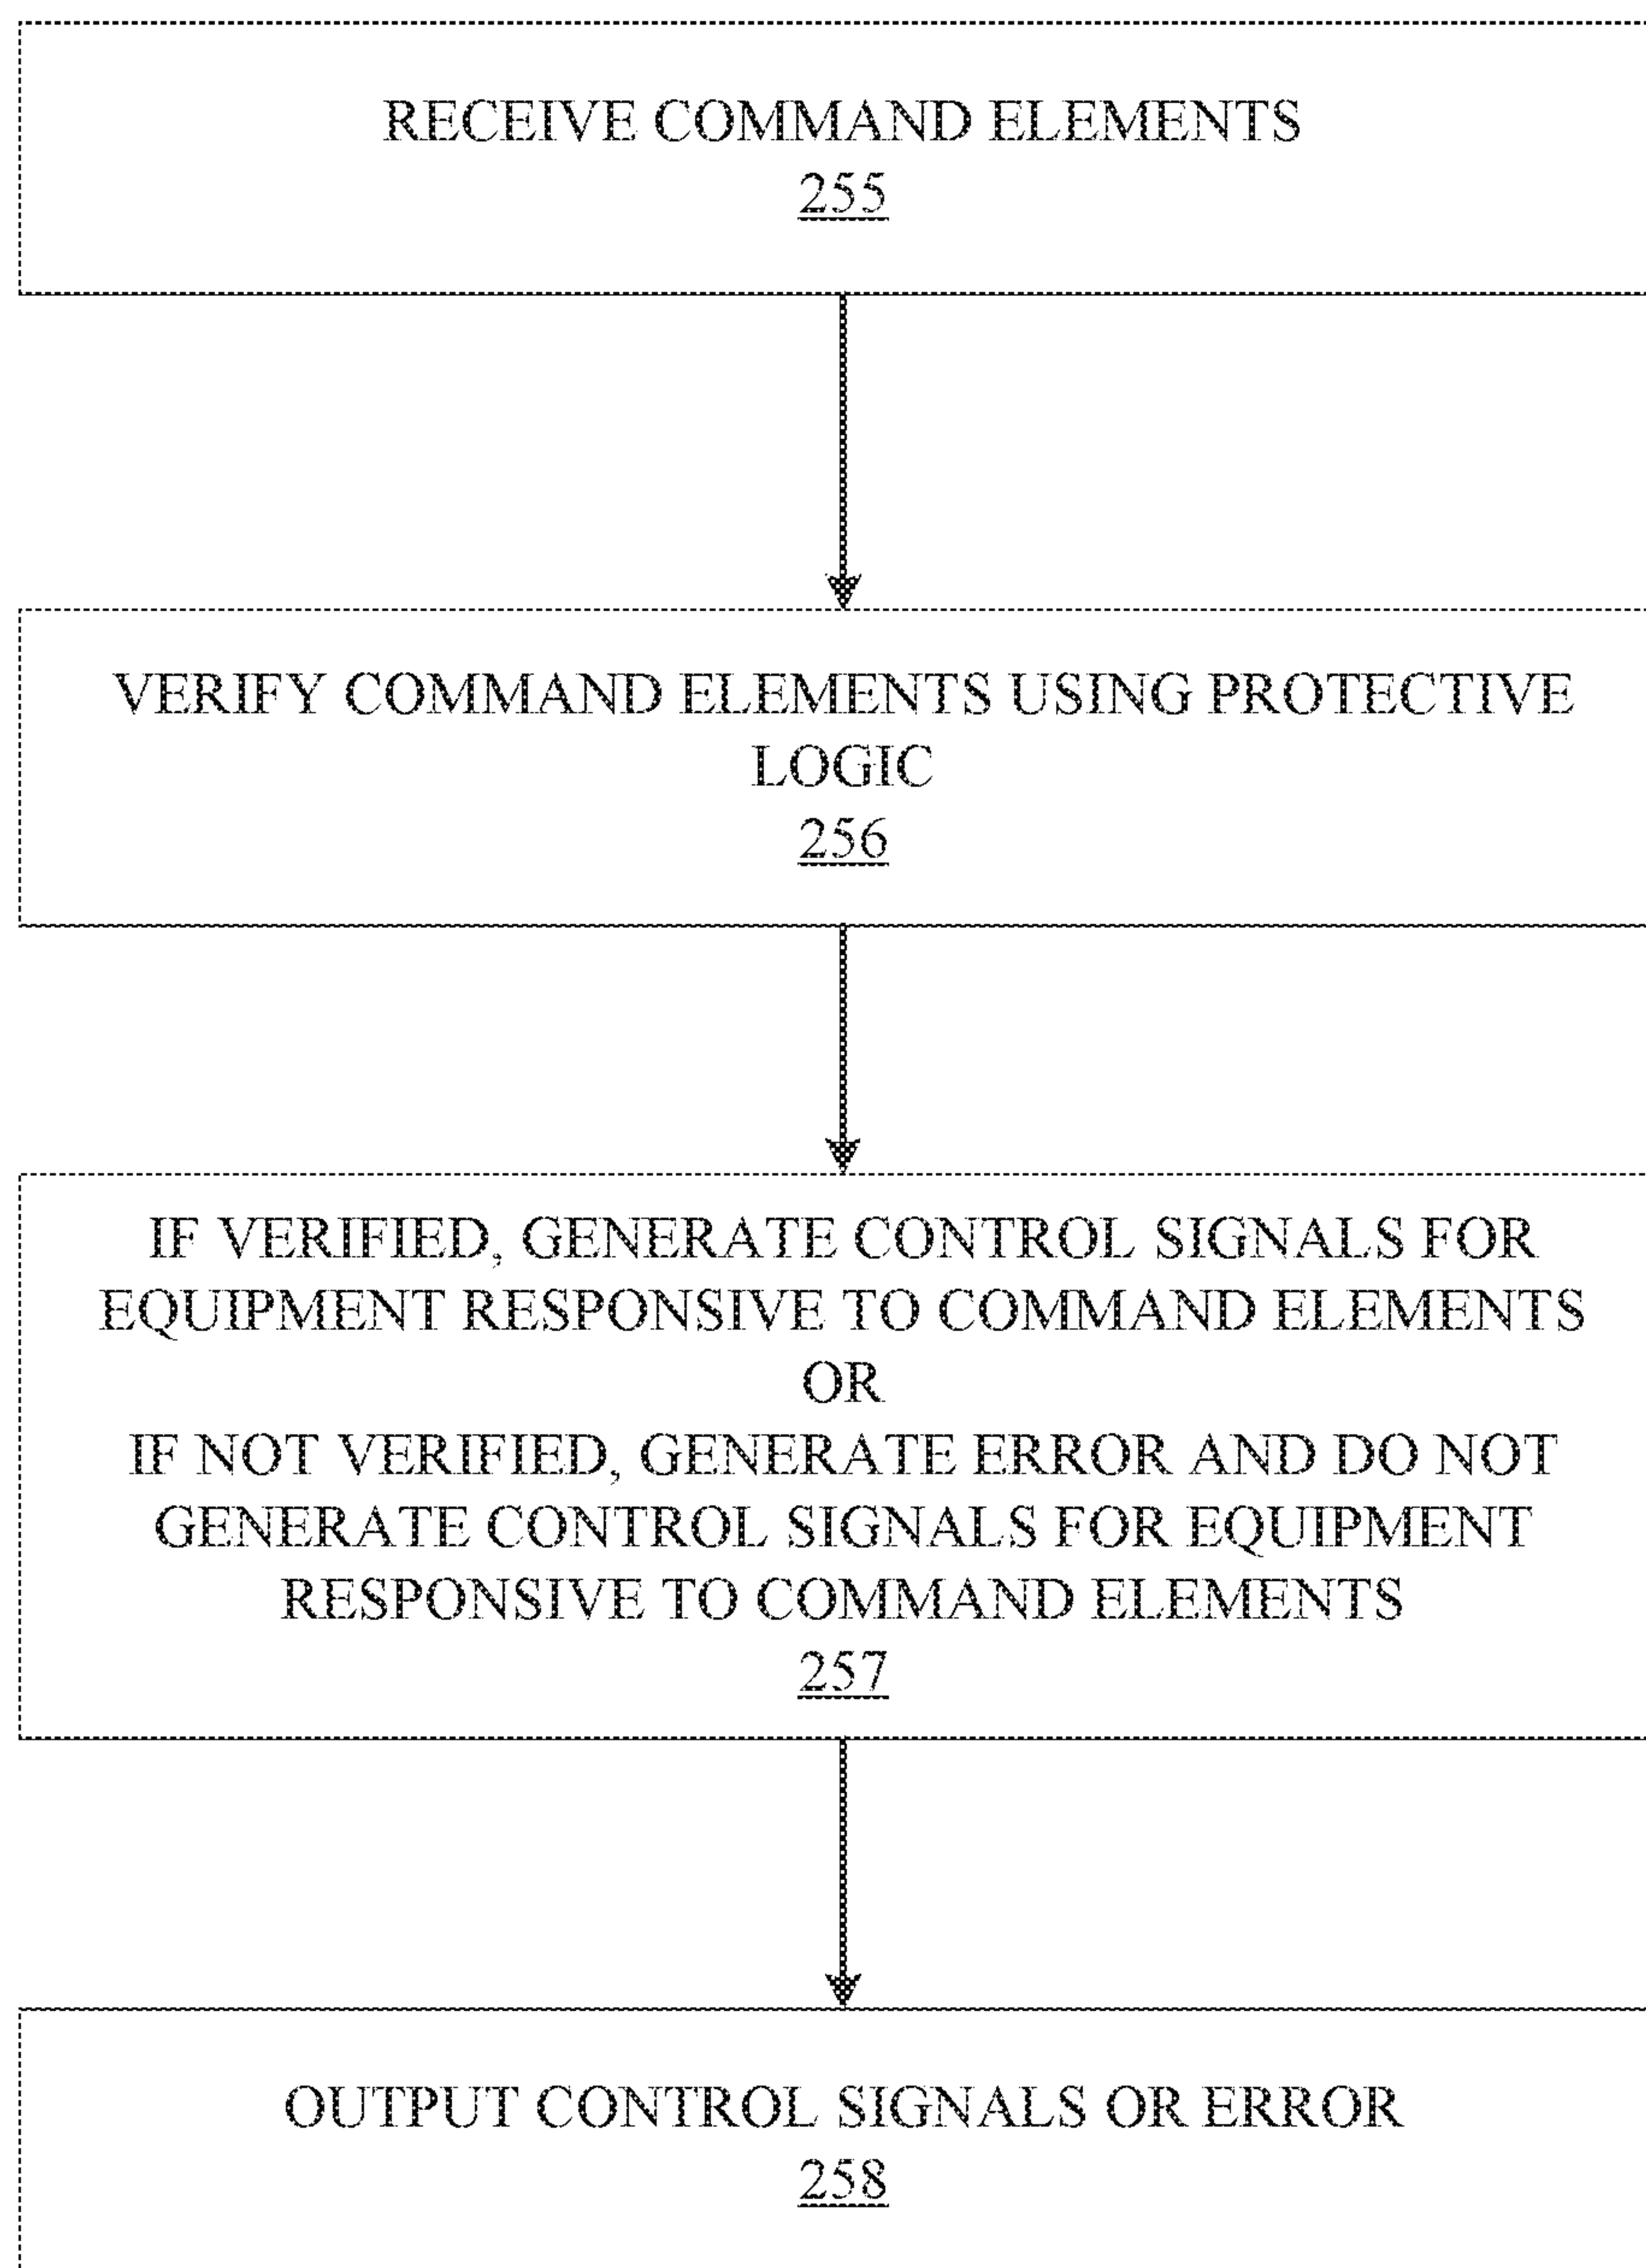 RECEIVE COMMAND ELEMENTS
255
VERIFY COMMAND ELEMENTS USING PROTECTIVE
LOGIC
256
IF VERIFIED, GENERATE CONTROL SIGNALS FOR
EQUIPMENT RESPONSIVE TO COMMAND ELEMENTS
OR
IF NOT VERIFIED, GENERATE ERROR AND DO NOT
GENERATE CONTROL SIGNALS FOR EQUIPMENT
RESPONSIVE TO COMMAND ELEMENTS
257
OUTPUT CONTROL SIGNALS OR ERROR
258